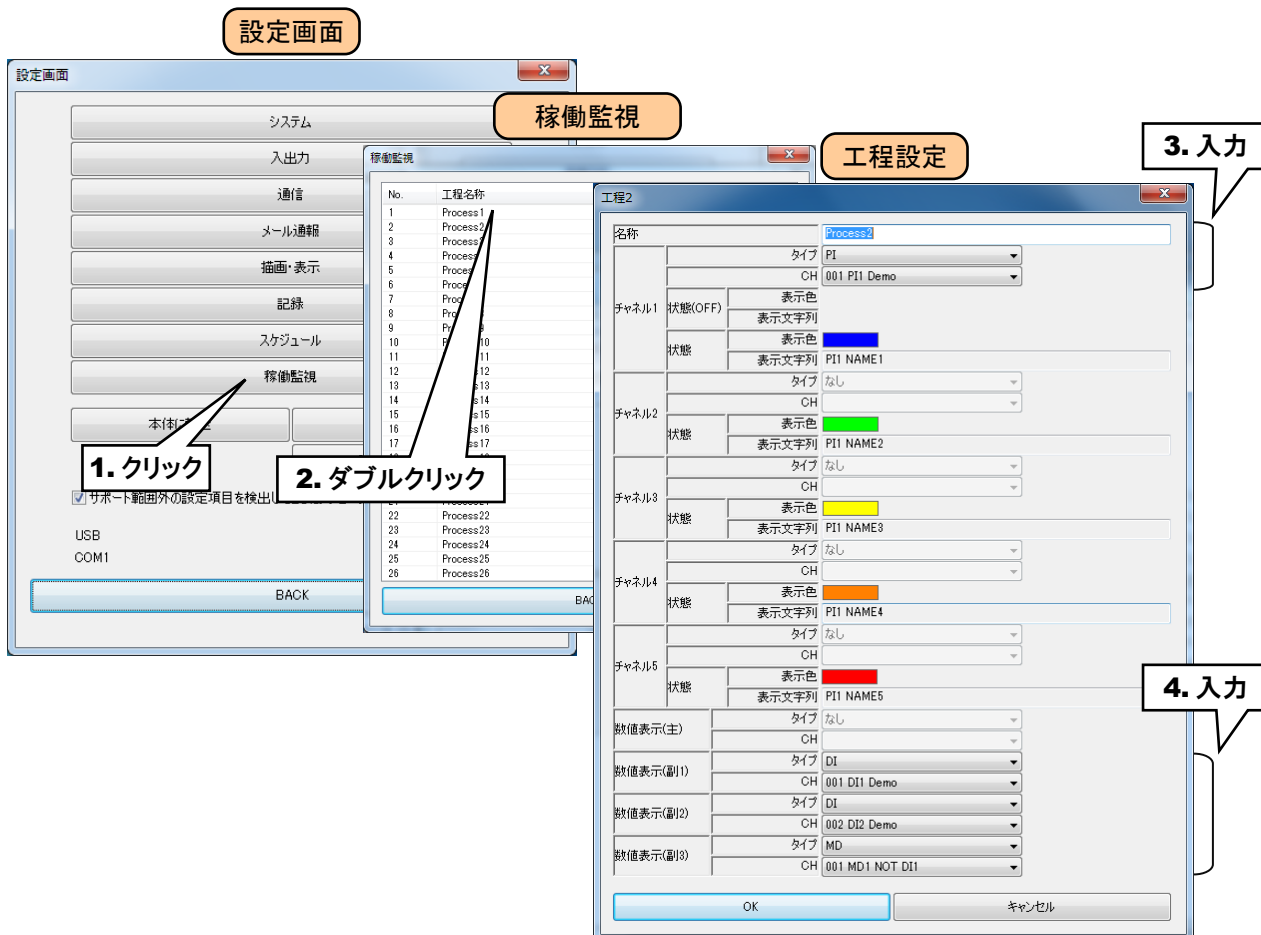 設定画面
設定画面
システム
入出力
通信
メール通報
描画・表示
記録
スケジュール
稼働監視
1. クリック
サポート範囲外の設定項目を検出し
USB
COM1
BACK
稼働監視
稼働監視
No. 工程名称
1 Process1
2 Process2
3
4
5
6
7
8
9
10
11
12
13
14
15
16
17
22 Process22
23 Process23
24 Process24
25 Process25
26 Process26
2. ダブルクリック
工程設定
工程2
3. 入力
名称 Process2
チャネル1
タイプ PI
CH 001 PI1 Demo
状態(OFF) 表示色
表示文字列
状態 表示色
表示文字列 PI1 NAME1
チャネル2
タイプ なし
CH
状態 表示色
表示文字列 PI1 NAME2
チャネル3
タイプ なし
CH
状態 表示色
表示文字列 PI1 NAME3
チャネル4
タイプ なし
CH
状態 表示色
表示文字列 PI1 NAME4
チャネル5
タイプ なし
CH
状態 表示色
表示文字列 PI1 NAME5
4. 入力
数値表示(主) タイプ なし
CH
数値表示(副1) タイプ DI
CH 001 DI1 Demo
数値表示(副2) タイプ DI
CH 002 DI2 Demo
数値表示(副3) タイプ MD
CH 001 MD1 NOT DI1
OK キャンセル